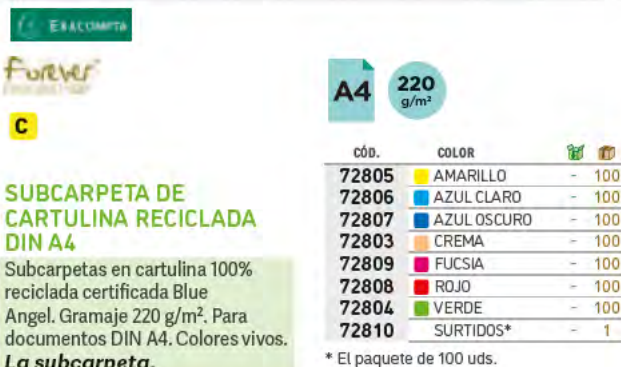 EXACOMPTA
Forever
C
SUBCARPETA DE
CARTULINA RECICLADA
DIN A4
Subcarpetas en cartulina 100%
reciclada certificada Blue
Angel. Gramaje 220 g/m². Para
documentos DIN A4. Colores vivos.
La subcarpeta.
A4
220
g/m²
CÓD. COLOR
72805 AMARILLO - 100
72806 AZUL CLARO - 100
72807 AZUL OSCURO - 100
72803 CREMA - 100
72809 FUCSIA - 100
72808 ROJO - 100
72804 VERDE - 100
72810 SURTIDOS* - 1
* El paquete de 100 uds.